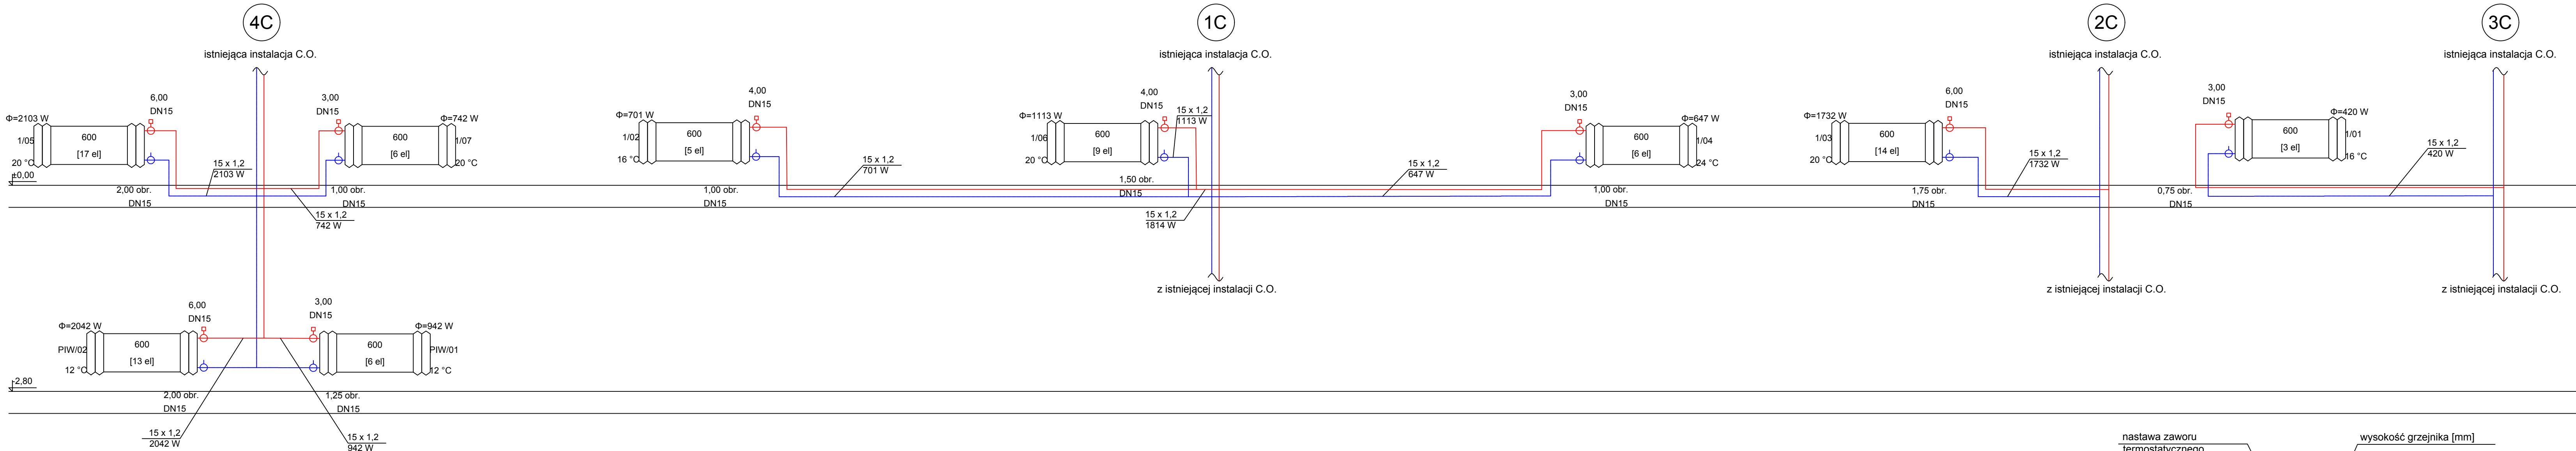 4C
istniejąca instalacja C.O.
6,00
DN15
Φ=2103 W
1/05
20 °C
600
[17 el]
3,00
DN15
Φ=742 W
1/07
20 °C
600
[6 el]
15 x 1,2
2103 W
±0,00
2,00 obr.
DN15
1,00 obr.
DN15
15 x 1,2
742 W
4,00
DN15
Φ=701 W
1/02
16 °C
600
[5 el]
1,00 obr.
DN15
15 x 1,2
701 W
1C
istniejąca instalacja C.O.
4,00
DN15
15 x 1,2
1113 W
Φ=1113 W
1/06
20 °C
600
[9 el]
1,50 obr.
DN15
15 x 1,2
1814 W
15 x 1,2
647 W
3,00
DN15
Φ=647 W
1/04
24 °C
600
[6 el]
1,00 obr.
DN15
z istniejącej instalacji C.O.
2C
istniejąca instalacja C.O.
6,00
DN15
Φ=1732 W
1/03
20 °C
600
[14 el]
1,75 obr.
DN15
15 x 1,2
1732 W
z istniejącej instalacji C.O.
3C
istniejąca instalacja C.O.
3,00
DN15
Φ=420 W
1/01
16 °C
600
[3 el]
0,75 obr.
DN15
15 x 1,2
420 W
z istniejącej instalacji C.O.
6,00
DN15
Φ=2042 W
PIW/02
12 °C
600
[13 el]
3,00
DN15
Φ=942 W
PIW/01
12 °C
600
[6 el]
-2,80
2,00 obr.
DN15
1,25 obr.
DN15
15 x 1,2
2042 W
15 x 1,2
942 W
nastawa zaworu
termostatycznego
wysokość grzejnika [mm]